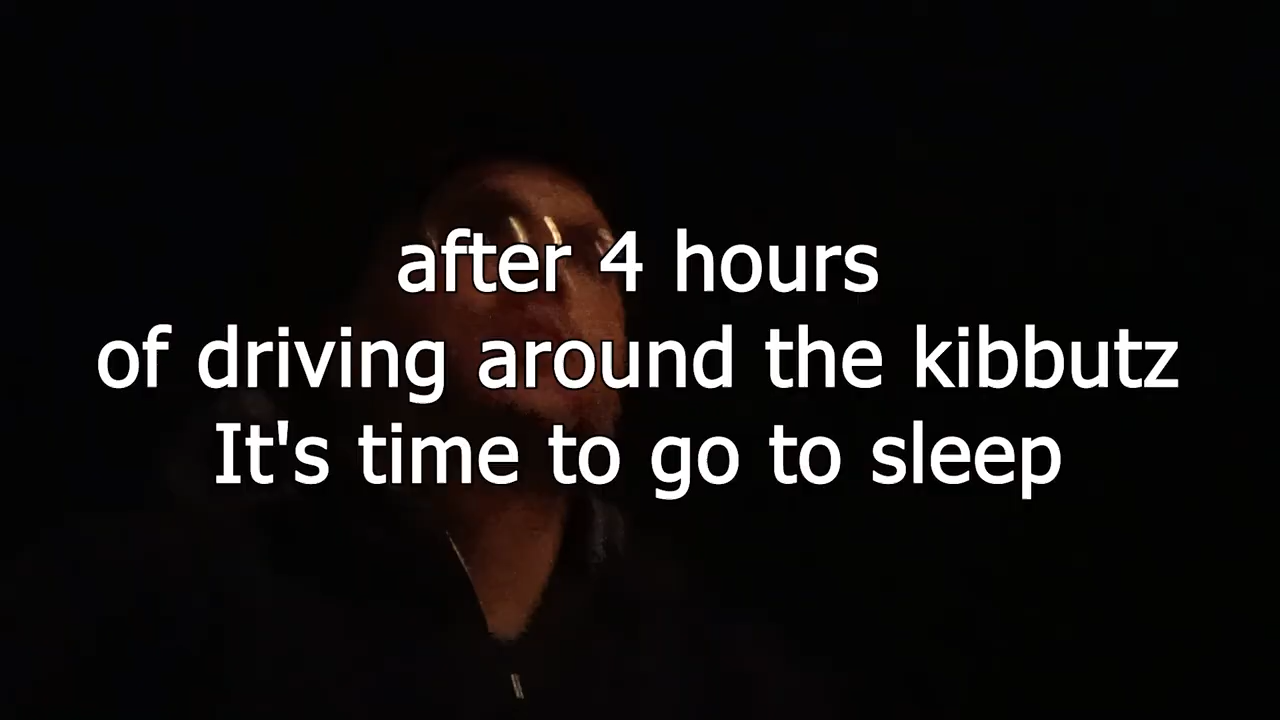 after 4 hours
of driving around the kibbutz
It's time to go to sleep